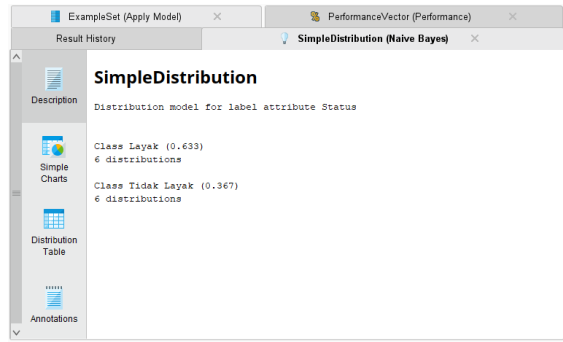 ExampleSet (Apply Model)
PerformanceVector (Performance)
Result History
SimpleDistribution (Naive Bayes)
Description
Simple
Charts
Distribution
Table
Annotations
SimpleDistribution
Distribution model for label attribute Status
Class Layak (0.633)
6 distributions
Class Tidak Layak (0.367)
6 distributions